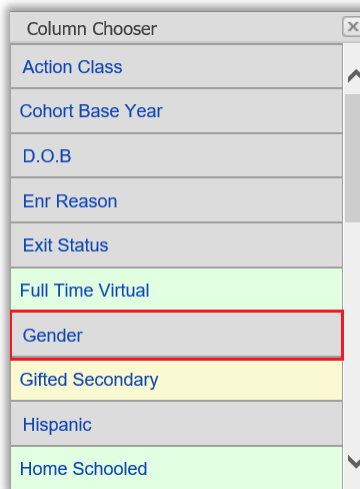 Column Chooser
Action Class
Cohort Base Year
D.O.B
Enr Reason
Exit Status
Full Time Virtual
Gender
Gifted Secondary
Hispanic
Home Schooled